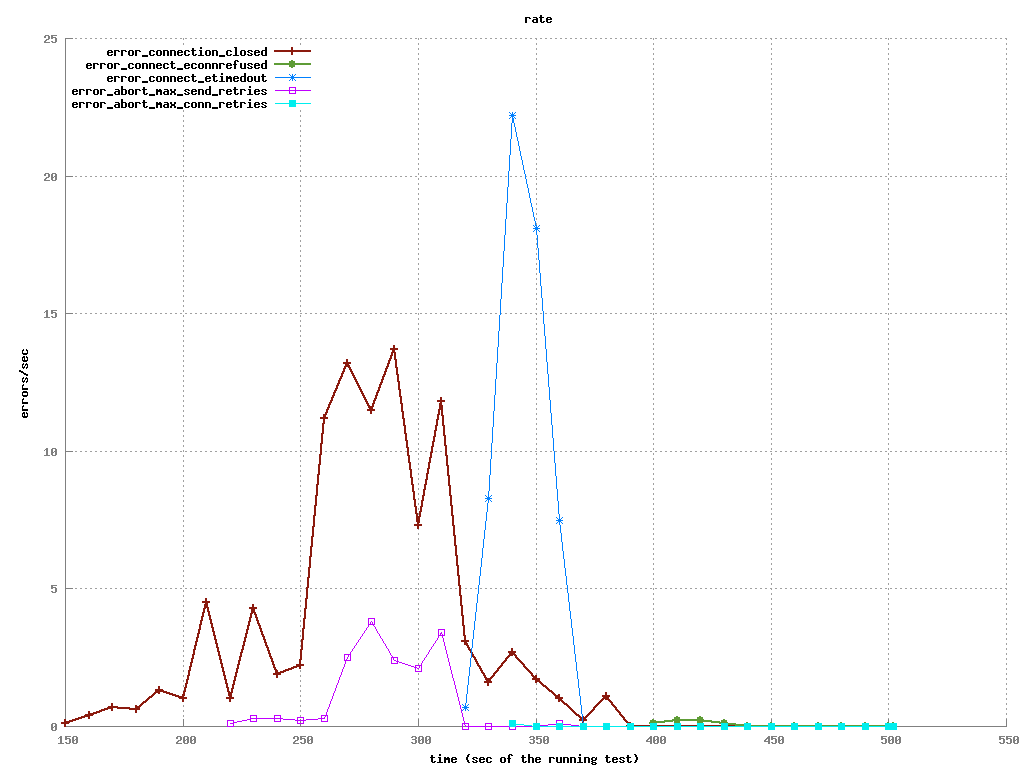 rate
25
error_connection_closed
error_connect_econnrefused
error_connect_etimedout
error_abort_max_send_retries
error_abort_max_conn_retries
20
15
errors/sec
10
5
0
150 200 250 300 350 400 450 500 550
time (sec of the running test)